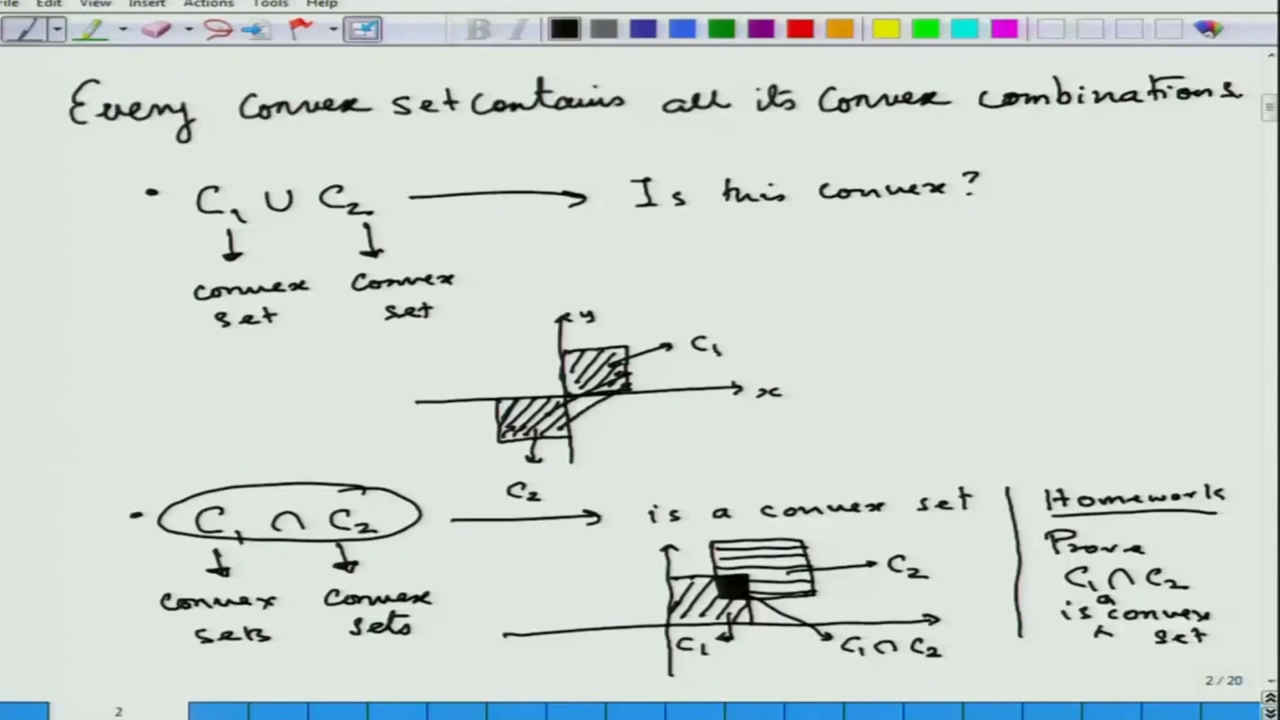 File Edit View Insert Actions Tools Help
Every convex set contains all its convex combinations
• C₁ ∪ C₂ → Is this convex?
convex set
convex set
y
C₁
x
C₂
• C₁ ∩ C₂ → is a convex set
convex sets
convex sets
C₂
C₁
C₁ ∩ C₂
Homework
Prove
C₁ ∩ C₂
is a convex
set
2 / 20
2